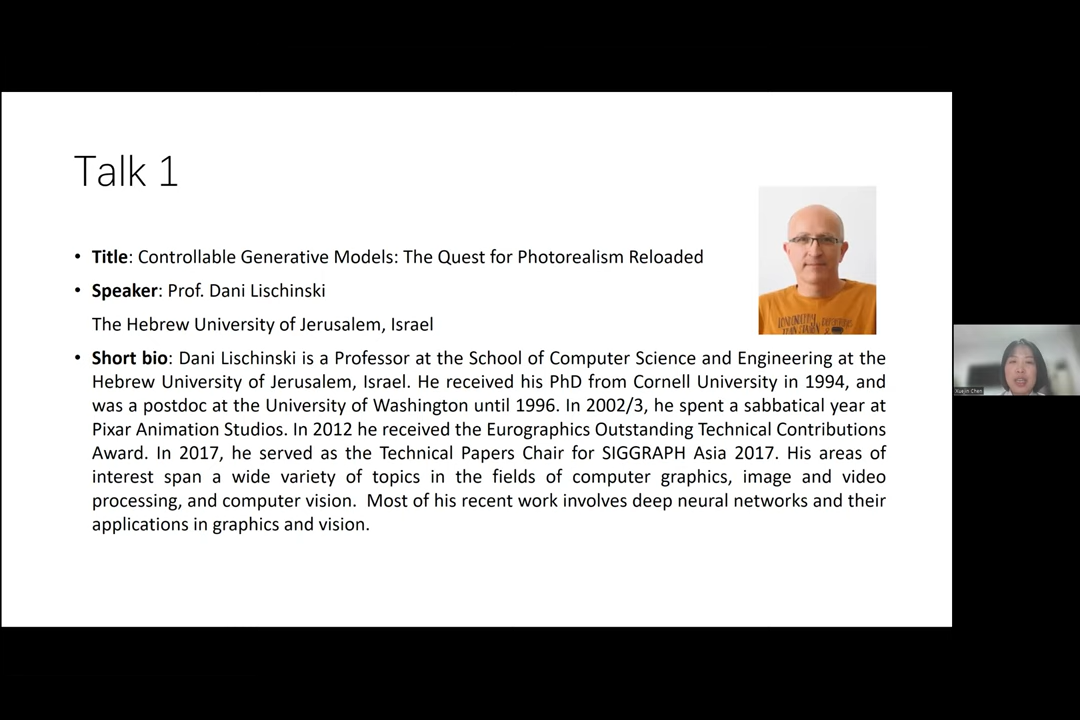 Talk 1
• Title: Controllable Generative Models: The Quest for Photorealism Reloaded
• Speaker: Prof. Dani Lischinski
The Hebrew University of Jerusalem, Israel
• Short bio: Dani Lischinski is a Professor at the School of Computer Science and Engineering at the
Hebrew University of Jerusalem, Israel. He received his PhD from Cornell University in 1994, and
was a postdoc at the University of Washington until 1996. In 2002/3, he spent a sabbatical year at
Pixar Animation Studios. In 2012 he received the Eurographics Outstanding Technical Contributions
Award. In 2017, he served as the Technical Papers Chair for SIGGRAPH Asia 2017. His areas of
interest span a wide variety of topics in the fields of computer graphics, image and video
processing, and computer vision. Most of his recent work involves deep neural networks and their
applications in graphics and vision.
Xuejin Chen